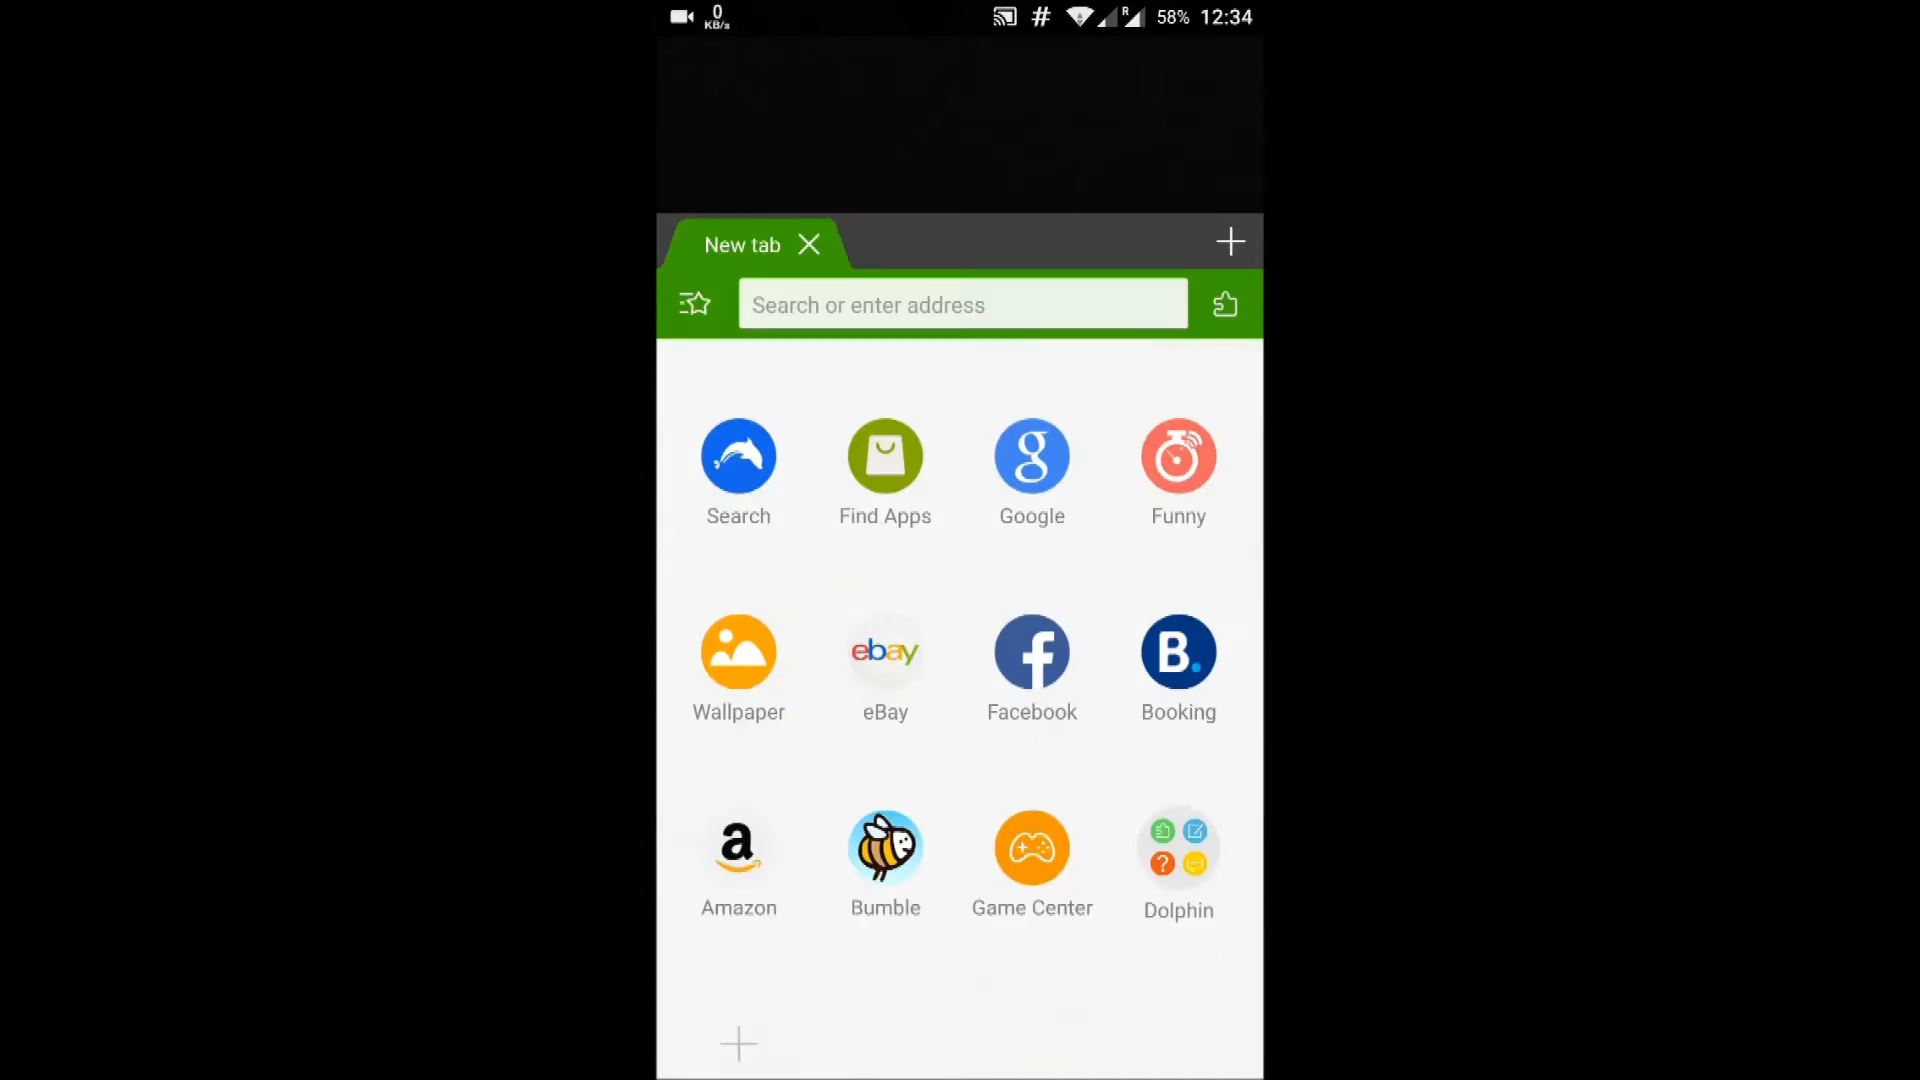 0
KB/s
# R 58% 12:34
New tab
Search or enter address
Search Find Apps Google Funny
ebay
B.
Wallpaper eBay Facebook Booking
Amazon Bumble Game Center Dolphin